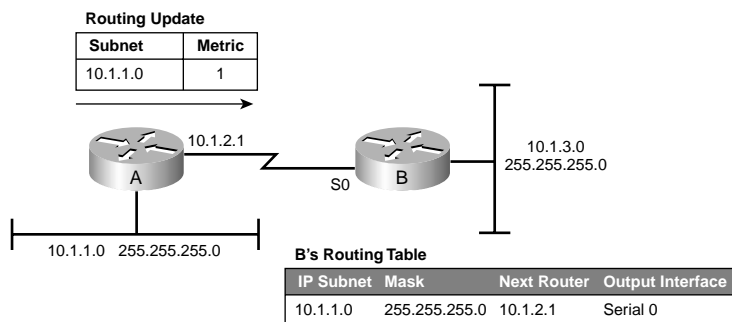 Routing Update
Subnet Metric
10.1.1.0 1
10.1.2.1
A
S0
B
10.1.3.0
255.255.255.0
10.1.1.0 255.255.255.0
B's Routing Table
IP Subnet Mask Next Router Output Interface
10.1.1.0 255.255.255.0 10.1.2.1 Serial 0